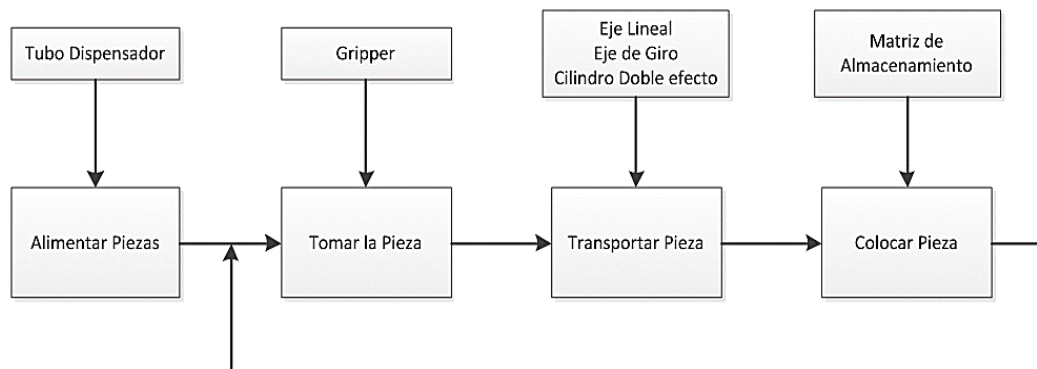 Tubo Dispensador
Gripper
Eje Lineal
Eje de Giro
Cilindro Doble efecto
Matriz de
Almacenamiento
Alimentar Piezas
Tomar la Pieza
Transportar Pieza
Colocar Pieza